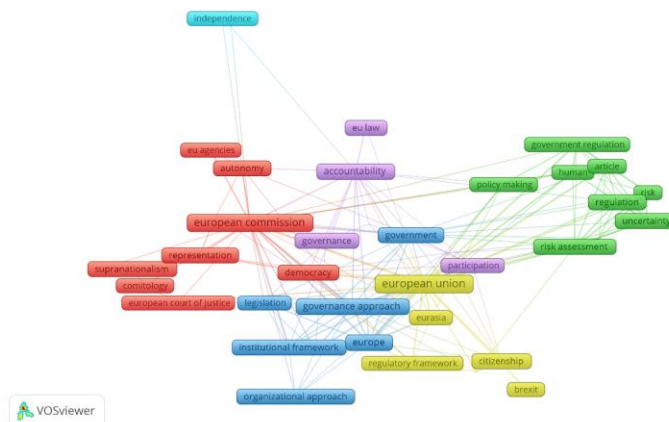 independence
eu law
eu agencies
autonomy
accountability
government regulation
article
human
policy making
risk
regulation
european commission
uncertainty
government
governance
risk assessment
representation
participation
supranationalism
democracy
comitology
european union
european court of justice
legislation
governance approach
eurasia
institutional framework
europe
regulatory framework
citizenship
brexit
organizational approach
VOSviewer